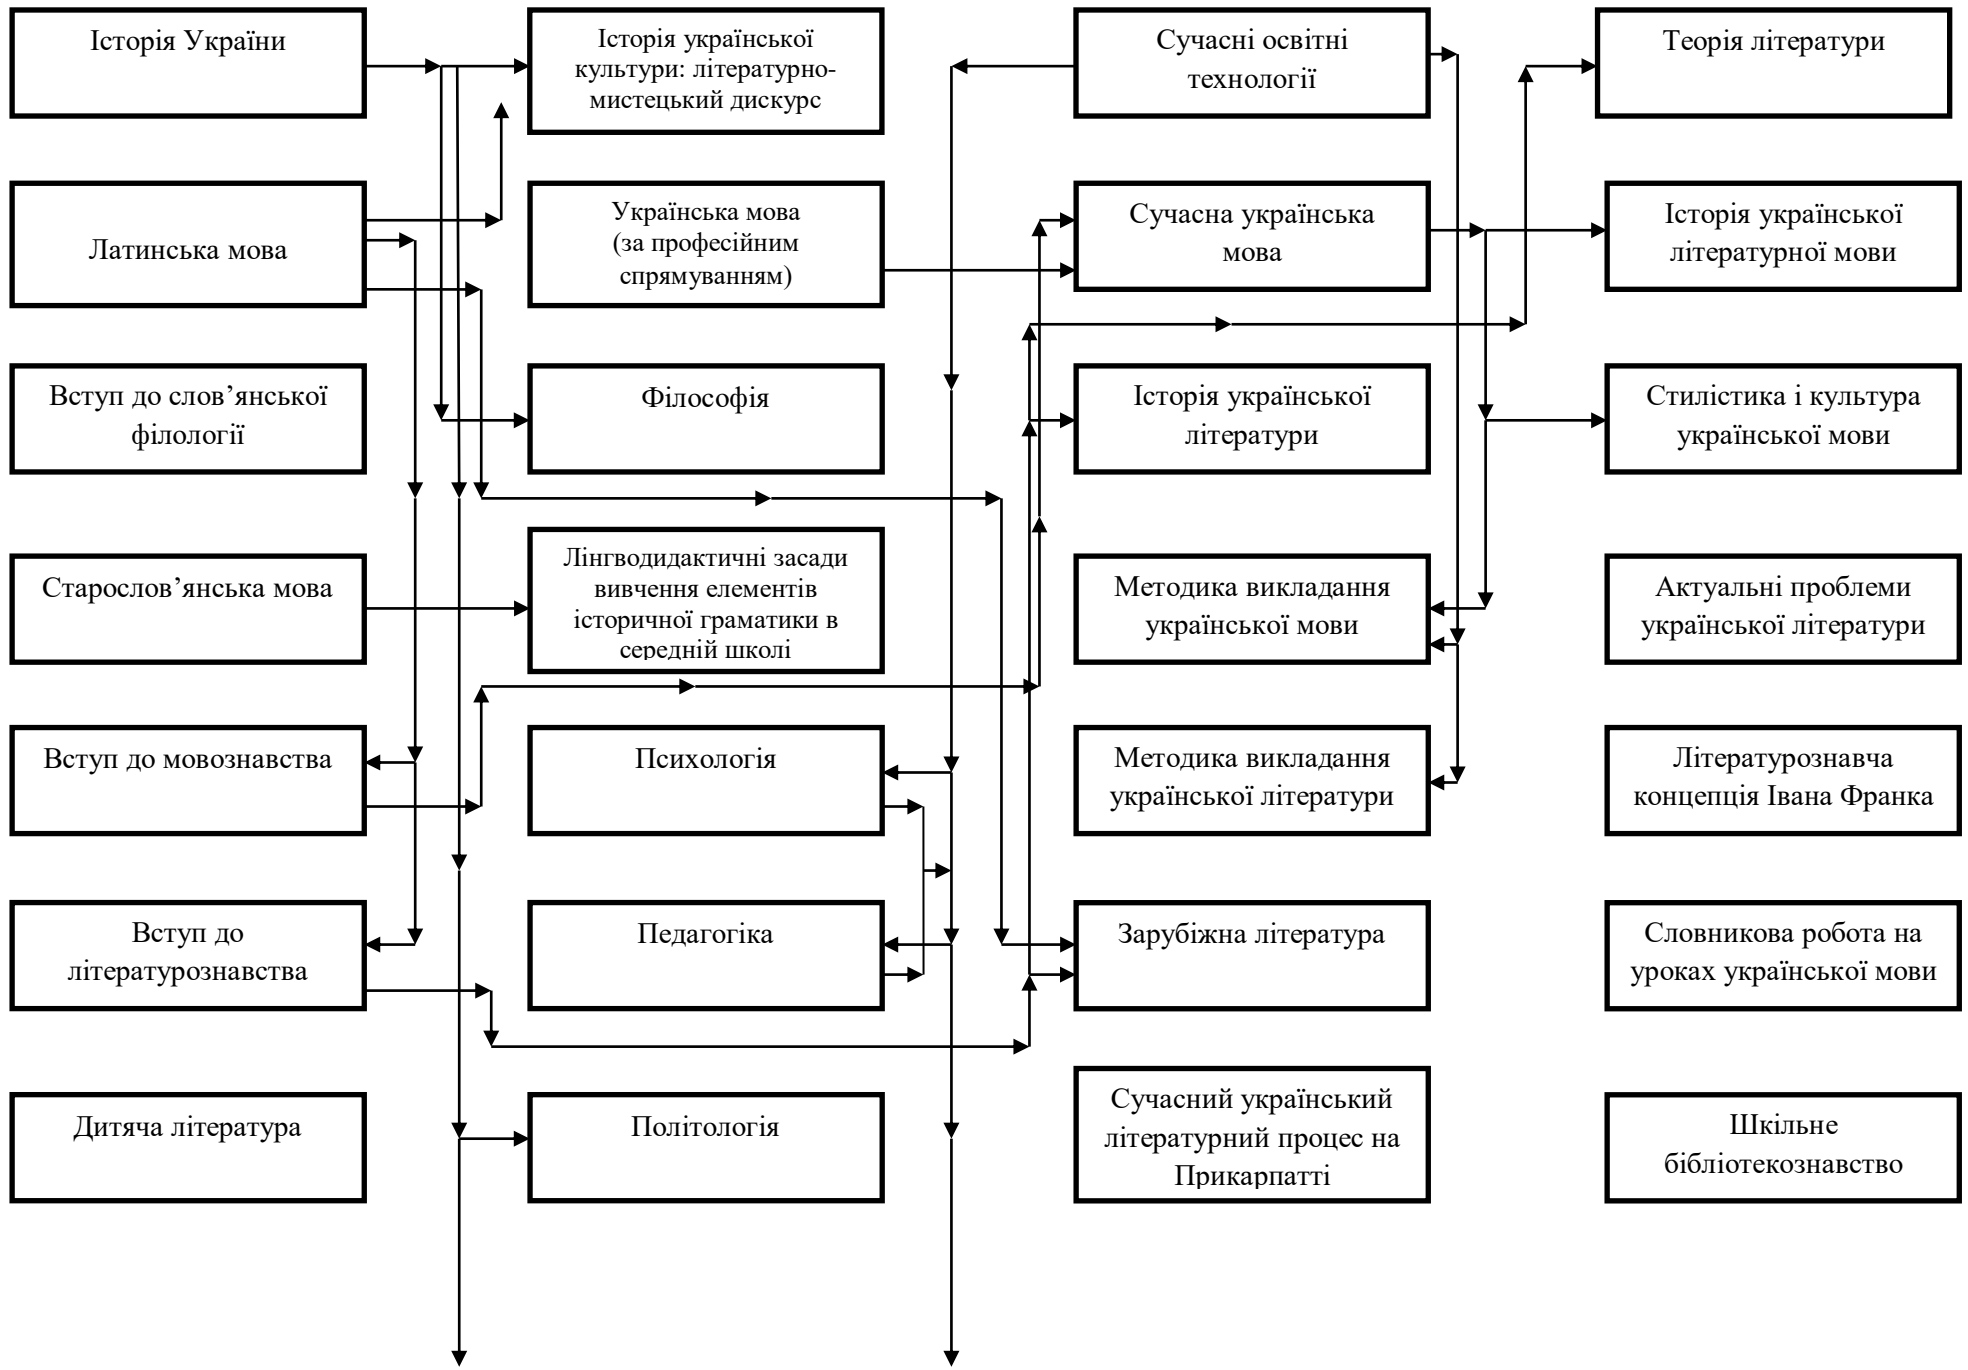 Історія України
Історія української
культури: літературно-
мистецький дискурс
Сучасні освітні
технології
Теорія літератури
Латинська мова
Українська мова
(за професійним
спрямуванням)
Сучасна українська
мова
Історія української
літературної мови
Вступ до слов’янської
філології
Філософія
Історія української
літератури
Стилістика і культура
української мови
Старослов’янська мова
Лінгводидактичні засади
вивчення елементів
історичної граматики в
середній школі
Методика викладання
української мови
Актуальні проблеми
української літератури
Вступ до мовознавства
Психологія
Методика викладання
української літератури
Літературознавча
концепція Івана Франка
Вступ до
літературознавства
Педагогіка
Зарубіжна література
Словникова робота на
уроках української мови
Дитяча література
Політологія
Сучасний український
літературний процес на
Прикарпатті
Шкільне
бібліотекознавство